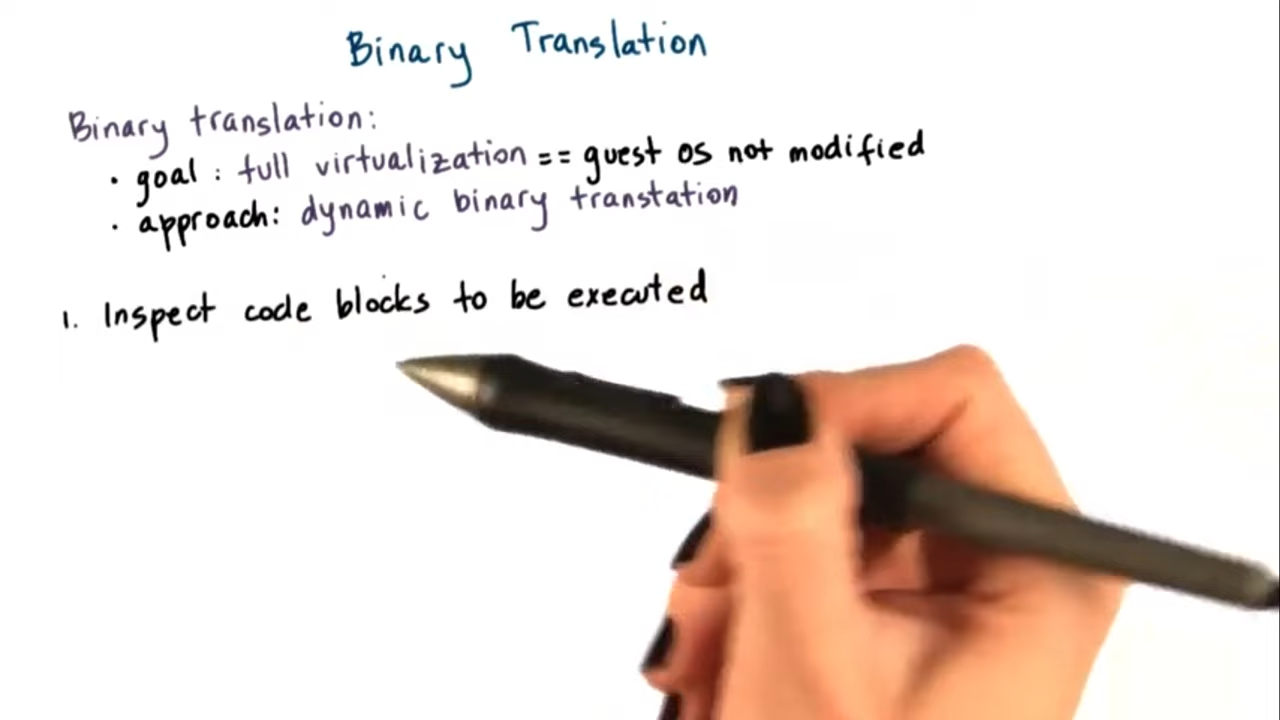 Binary Translation
Binary translation:
• goal: full virtualization == guest os not modified
• approach: dynamic binary transtation
1. Inspect code blocks to be executed